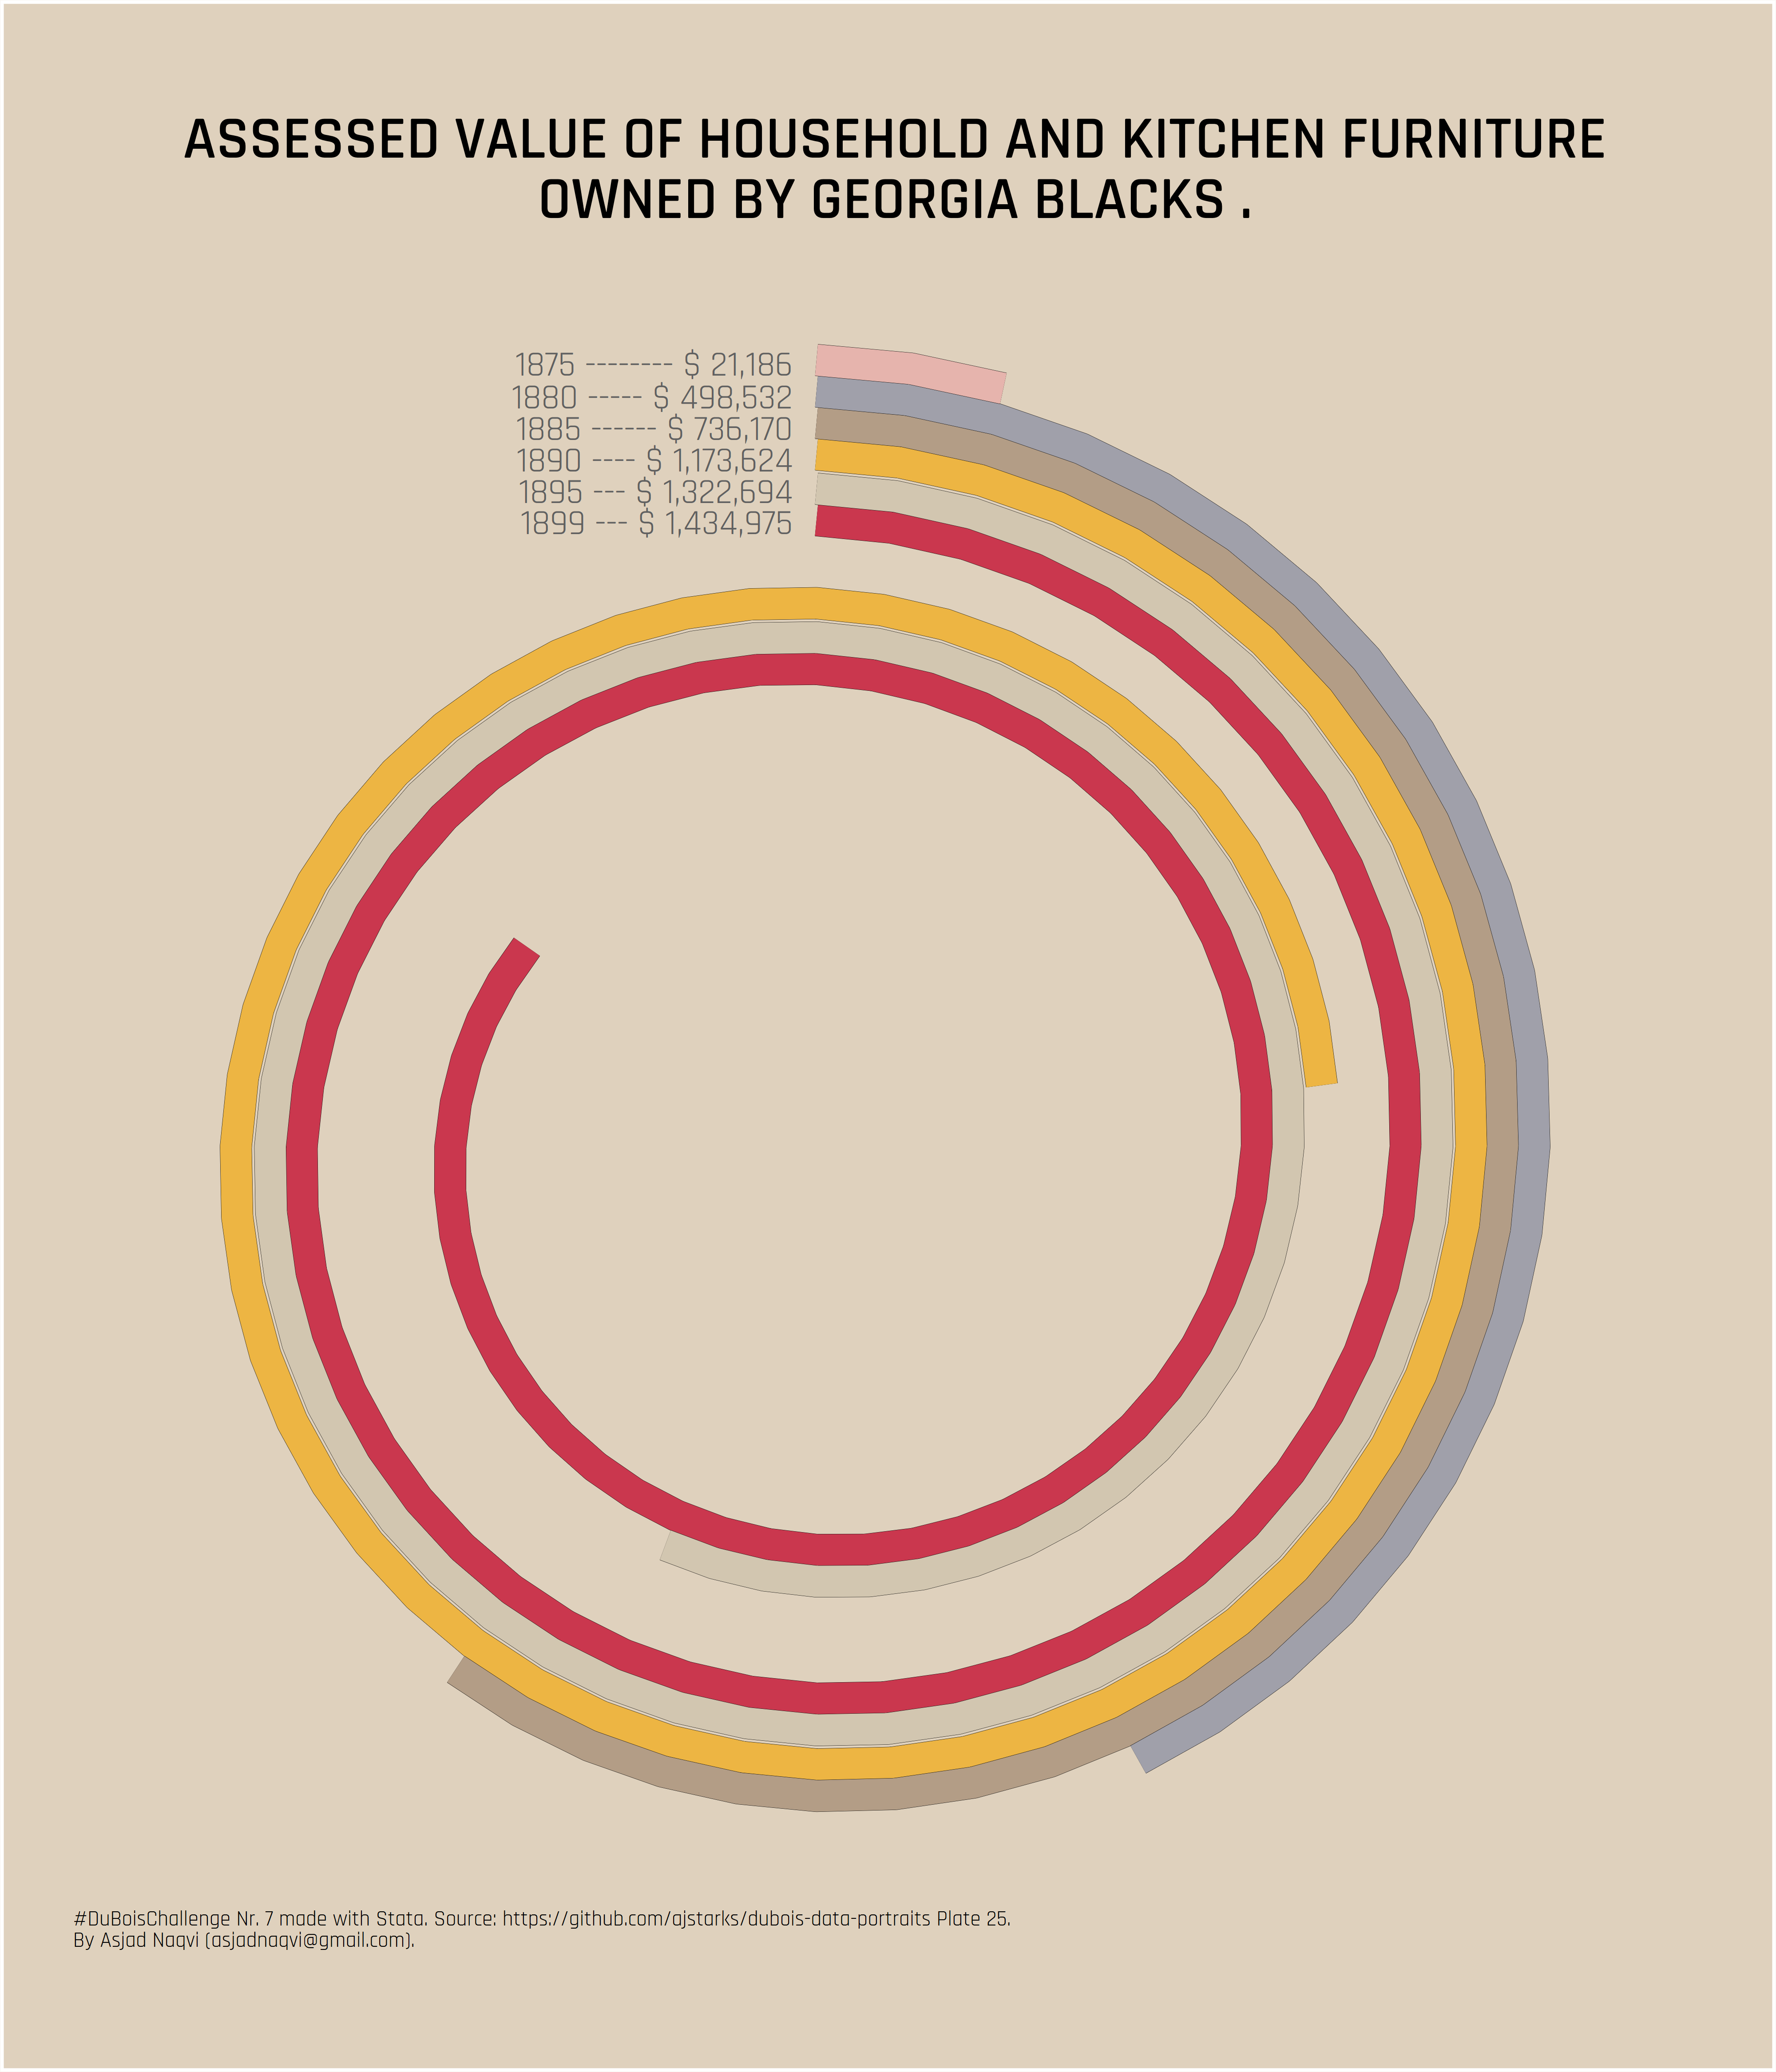 ASSESSED VALUE OF HOUSEHOLD AND KITCHEN FURNITURE
OWNED BY GEORGIA BLACKS .
1875 -------- $ 21,186
1880 ----- $ 498,532
1885 ------ $ 736,170
1890 ---- $ 1,173,624
1895 --- $ 1,322,694
1899 --- $ 1,434,975
#DuBoisChallenge Nr. 7 made with Stata. Source: https://github.com/ajstarks/dubois-data-portraits Plate 25.
By Asjad Naqvi (asjadnaqvi@gmail.com).